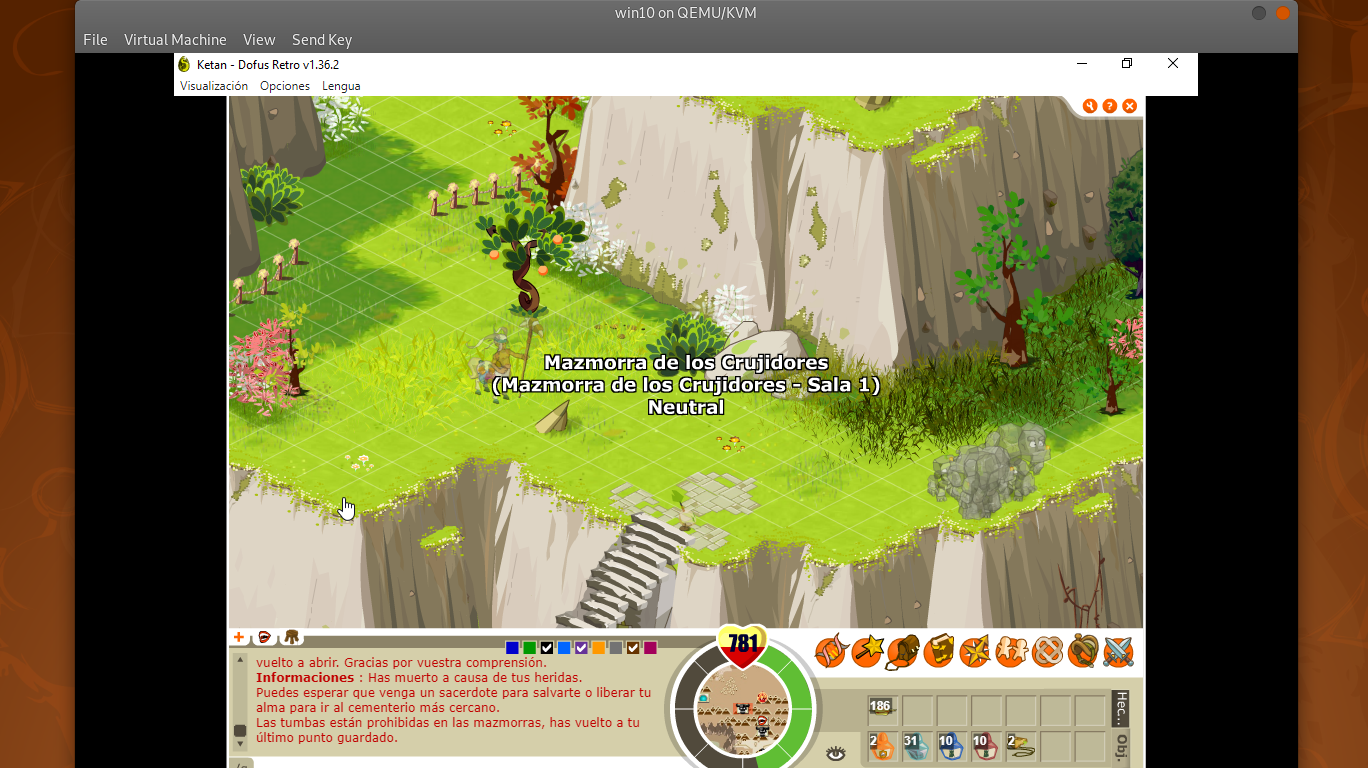 win10 on QEMU/KVM
File Virtual Machine View Send Key
Ketan - Dofus Retro v1.36.2
Visualización Opciones Lengua
Mazmorra de los Crujidores
(Mazmorra de los Crujidores - Sala 1)
Neutral
781
vuelto a abrir. Gracias por vuestra comprensión.
Informaciones : Has muerto a causa de tus heridas.
Puedes esperar que venga un sacerdote para salvarte o liberar tu
alma para ir al cementerio más cercano.
Las tumbas están prohibidas en las mazmorras, has vuelto a tu
último punto guardado.
186
Hec...
2 31 10 10 2
Obj.